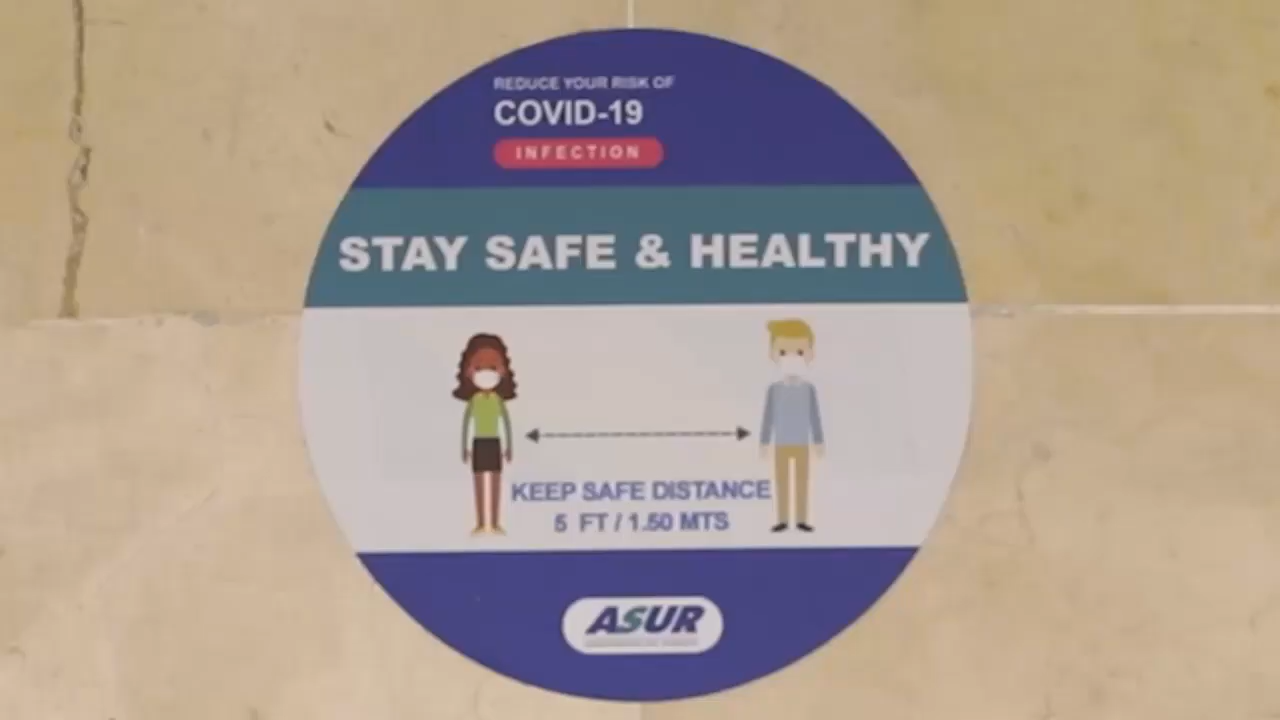 REDUCE YOUR RISK OF
COVID-19
INFECTION
STAY SAFE & HEALTHY
KEEP SAFE DISTANCE
5 FT / 1.50 MTS
ASUR